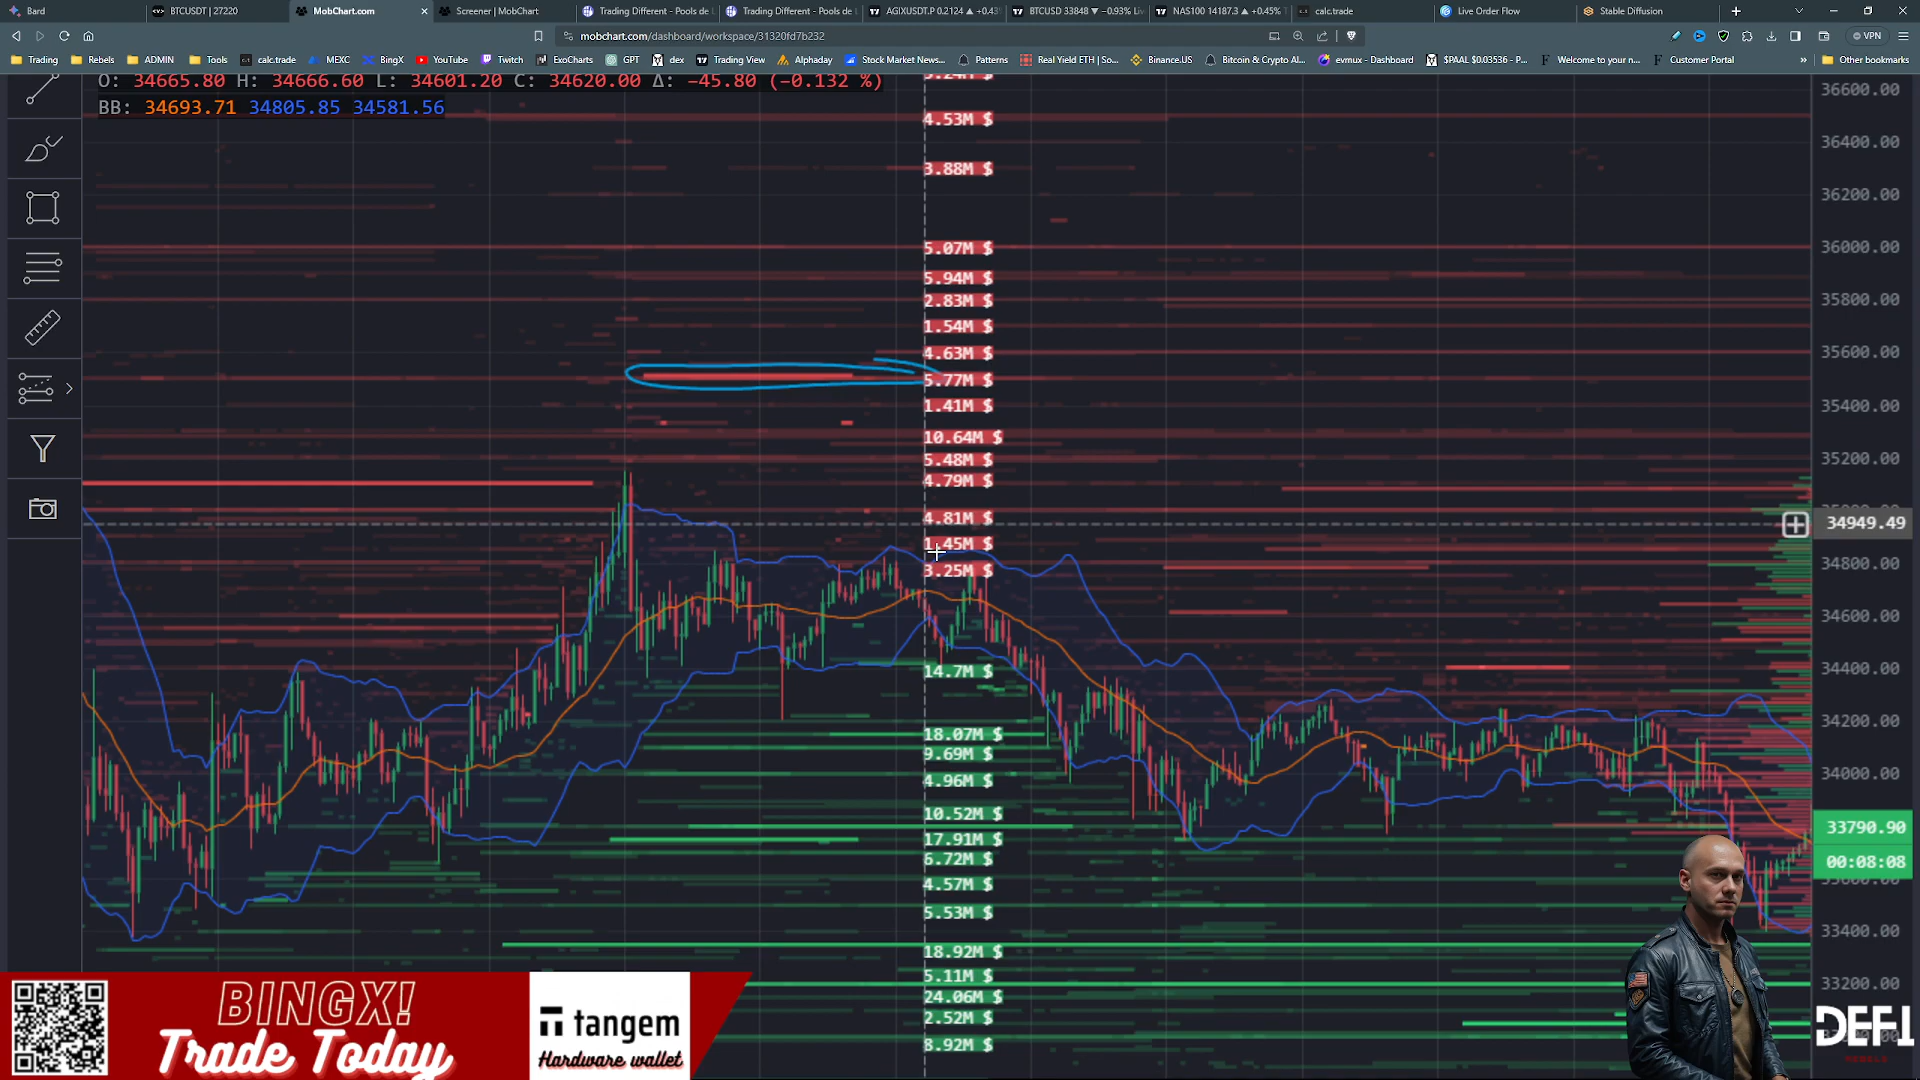 Bard
BTCUSDT | 27220
MobChart.com
Screener | MobChart
Trading Different - Pools de
Trading Different - Pools de
AGIXUSDT.P 0.2124 ▲ +0.43
BTCUSD 33848 ▼ −0.93% Li
NAS100 14187.3 ▲ +0.45%
calc.trade
Live Order Flow
Stable Diffusion
mobchart.com/dashboard/workspace/31320fd7b232
VPN
Trading
Rebels
ADMIN
Tools
calc.trade
MEXC
BingX
YouTube
Twitch
ExoCharts
GPT
dex
Trading View
Alphaday
Stock Market News...
Patterns
Real Yield ETH | So...
Binance.US
Bitcoin & Crypto Al...
evmux - Dashboard
$PAAL $0.03536 - P...
Welcome to your n...
Customer Portal
»
Other bookmarks
O: 34665.80 H: 34666.60 L: 34601.20 C: 34620.00 Δ: −45.80 (−0.132 %)
BB: 34693.71 34805.85 34581.56
4.53M $
3.88M $
5.07M $
5.94M $
2.83M $
1.54M $
4.63M $
5.77M $
1.41M $
10.64M $
5.48M $
4.79M $
4.81M $
1.45M $
3.25M $
14.7M $
18.07M $
9.69M $
4.96M $
10.52M $
17.91M $
6.72M $
4.57M $
5.53M $
18.92M $
5.11M $
24.06M $
2.52M $
8.92M $
36600.00
36400.00
36200.00
36000.00
35800.00
35600.00
35400.00
35200.00
34949.49
34800.00
34600.00
34400.00
34200.00
34000.00
33790.90
00:08:08
33400.00
33200.00
BINGX!
Trade Today
tangem
Hardware wallet
DEFI